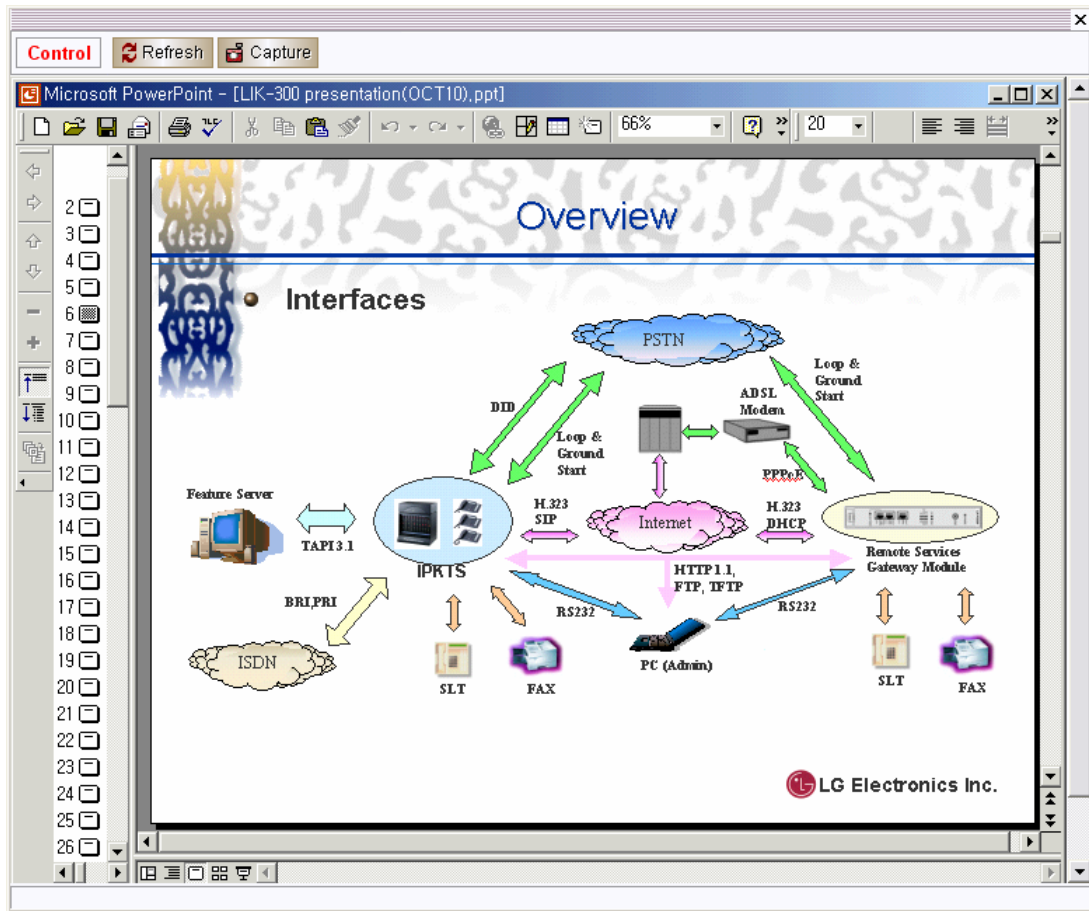 Control Refresh Capture
Microsoft PowerPoint - [LIK-300 presentation(OCT10).ppt]
66% 20
2
3
4
5
6
7
8
9
10
11
12
13
14
15
16
17
18
19
20
21
22
23
24
25
26
Overview
Interfaces
PSTN
DID
Loop &
Ground
Start
ADSL
Modem
Loop &
Ground
Start
PPPoE
Feature Server
TAPI 3.1
IPKTS
H.323
SIP
Internet
H.323
DHCP
Remote Services
Gateway Module
HTTP 1.1,
FTP, TFTP
BRI,PRI
RS232
RS232
ISDN
SLT
FAX
PC (Admin)
SLT
FAX
LG Electronics Inc.